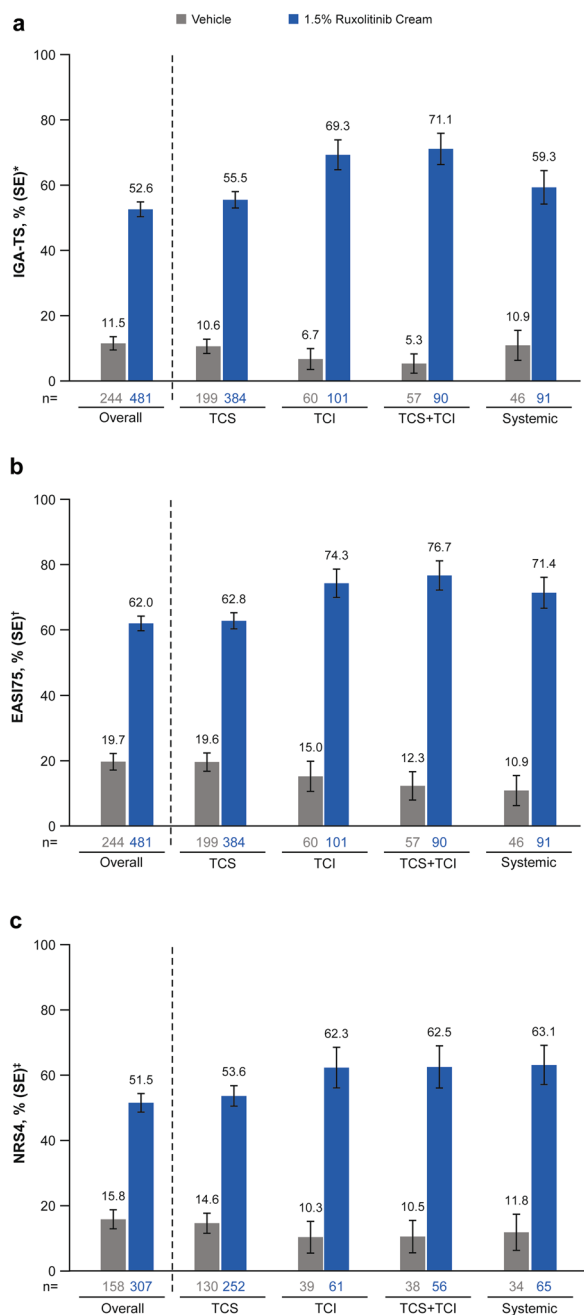 Vehicle 1.5% Ruxolitinib Cream
a
IGA-TS, % (SE)*
100
80
60
40
20
0
11.5 52.6 10.6 55.5 6.7 69.3 5.3 71.1 10.9 59.3
n= 244 481 199 384 60 101 57 90 46 91
Overall TCS TCI TCS+TCI Systemic
b
EASI75, % (SE)†
100
80
60
40
20
0
19.7 62.0 19.6 62.8 15.0 74.3 12.3 76.7 10.9 71.4
n= 244 481 199 384 60 101 57 90 46 91
Overall TCS TCI TCS+TCI Systemic
c
NRS4, % (SE)‡
100
80
60
40
20
0
15.8 51.5 14.6 53.6 10.3 62.3 10.5 62.5 11.8 63.1
n= 158 307 130 252 39 61 38 56 34 65
Overall TCS TCI TCS+TCI Systemic